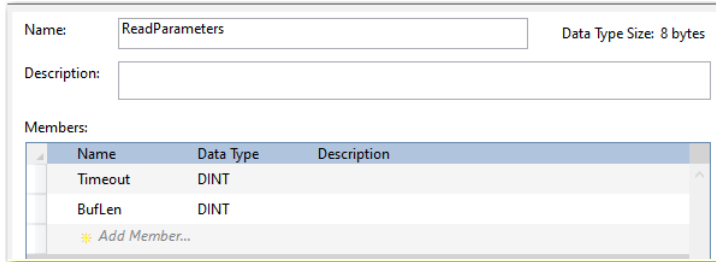 Name: ReadParameters Data Type Size: 8 bytes
Description:
Members:
Name Data Type Description
Timeout DINT
BufLen DINT
Add Member...